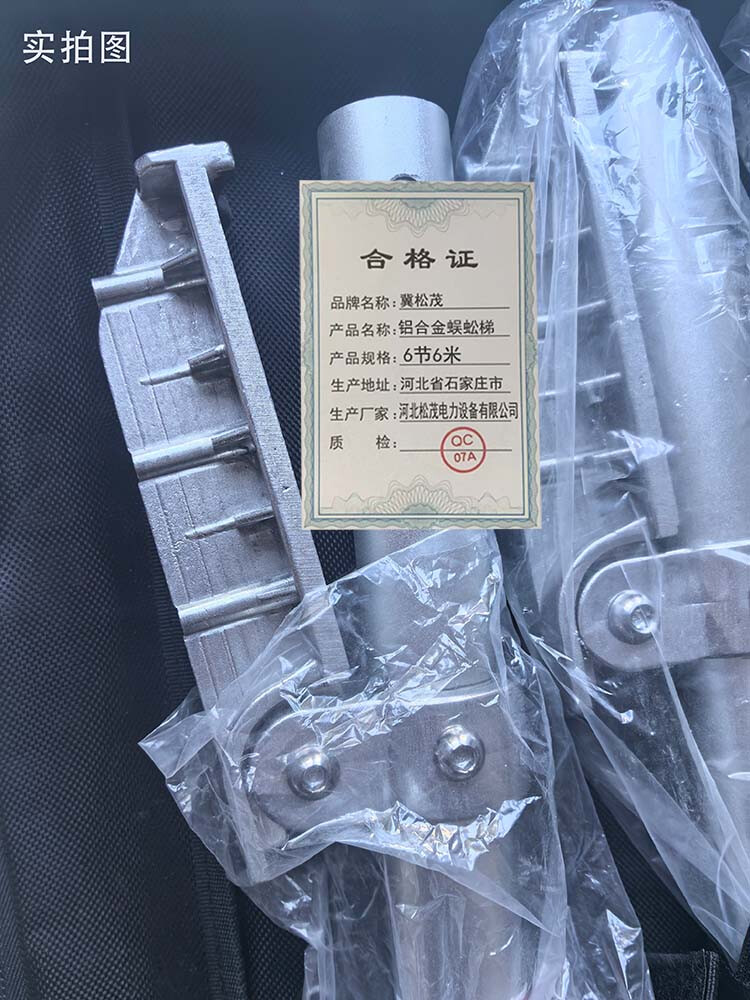 实拍图
合格证
品牌名称：冀松茂
产品名称：铝合金蜈蚣梯
产品规格：6节6米
生产地址：河北省石家庄市
生产厂家：河北松茂电力设备有限公司
质 检：
QC
07A